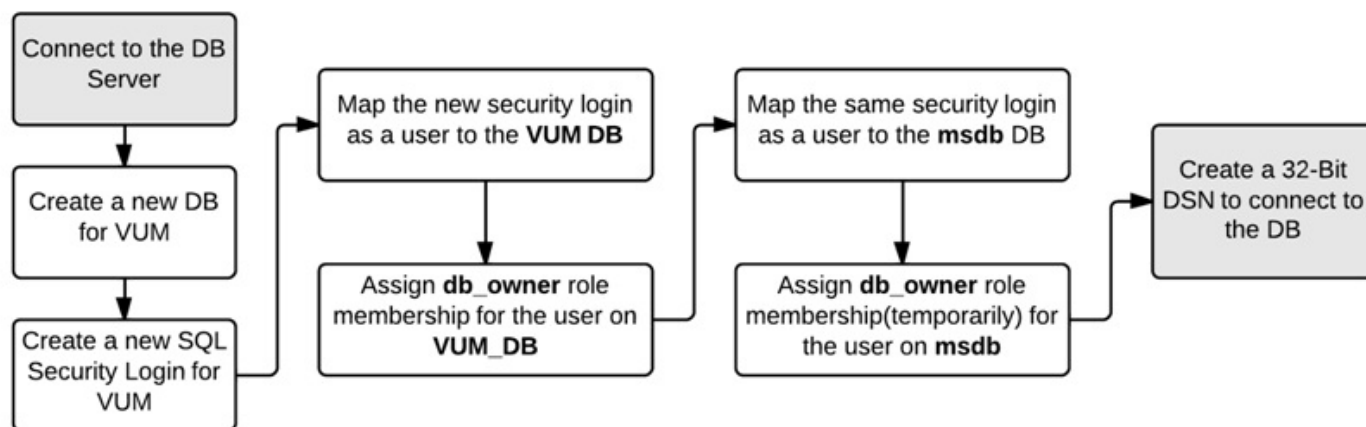 Connect to the DB
Server
Create a new DB
for VUM
Create a new SQL
Security Login for
VUM
Map the new security login
as a user to the VUM DB
Assign db_owner role
membership for the user on
VUM_DB
Map the same security login
as a user to the msdb DB
Assign db_owner role
membership(temporarily) for
the user on msdb
Create a 32-Bit
DSN to connect to
the DB